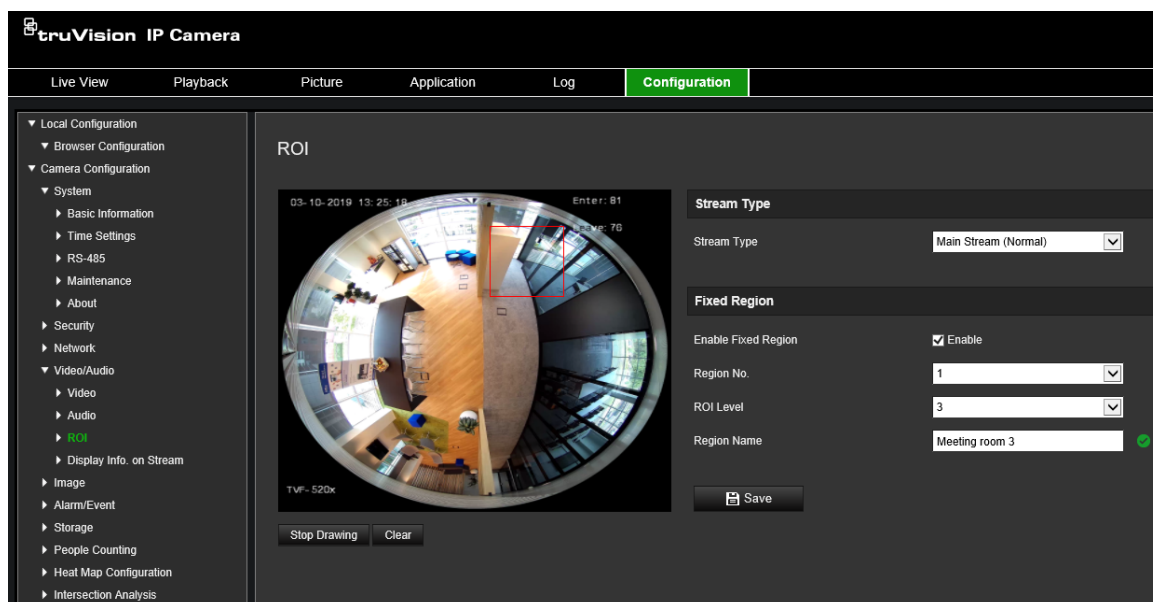 truVision IP Camera
Live View Playback Picture Application Log Configuration
Local Configuration
Browser Configuration
Camera Configuration
System
Basic Information
Time Settings
RS-485
Maintenance
About
Security
Network
Video/Audio
Video
Audio
ROI
Display Info. on Stream
Image
Alarm/Event
Storage
People Counting
Heat Map Configuration
Intersection Analysis
ROI
03-10-2019 13:25:18 Enter: 81
Leave: 76
TVF-520x
Stop Drawing Clear
Stream Type
Stream Type Main Stream (Normal)
Fixed Region
Enable Fixed Region Enable
Region No. 1
ROI Level 3
Region Name Meeting room 3
Save